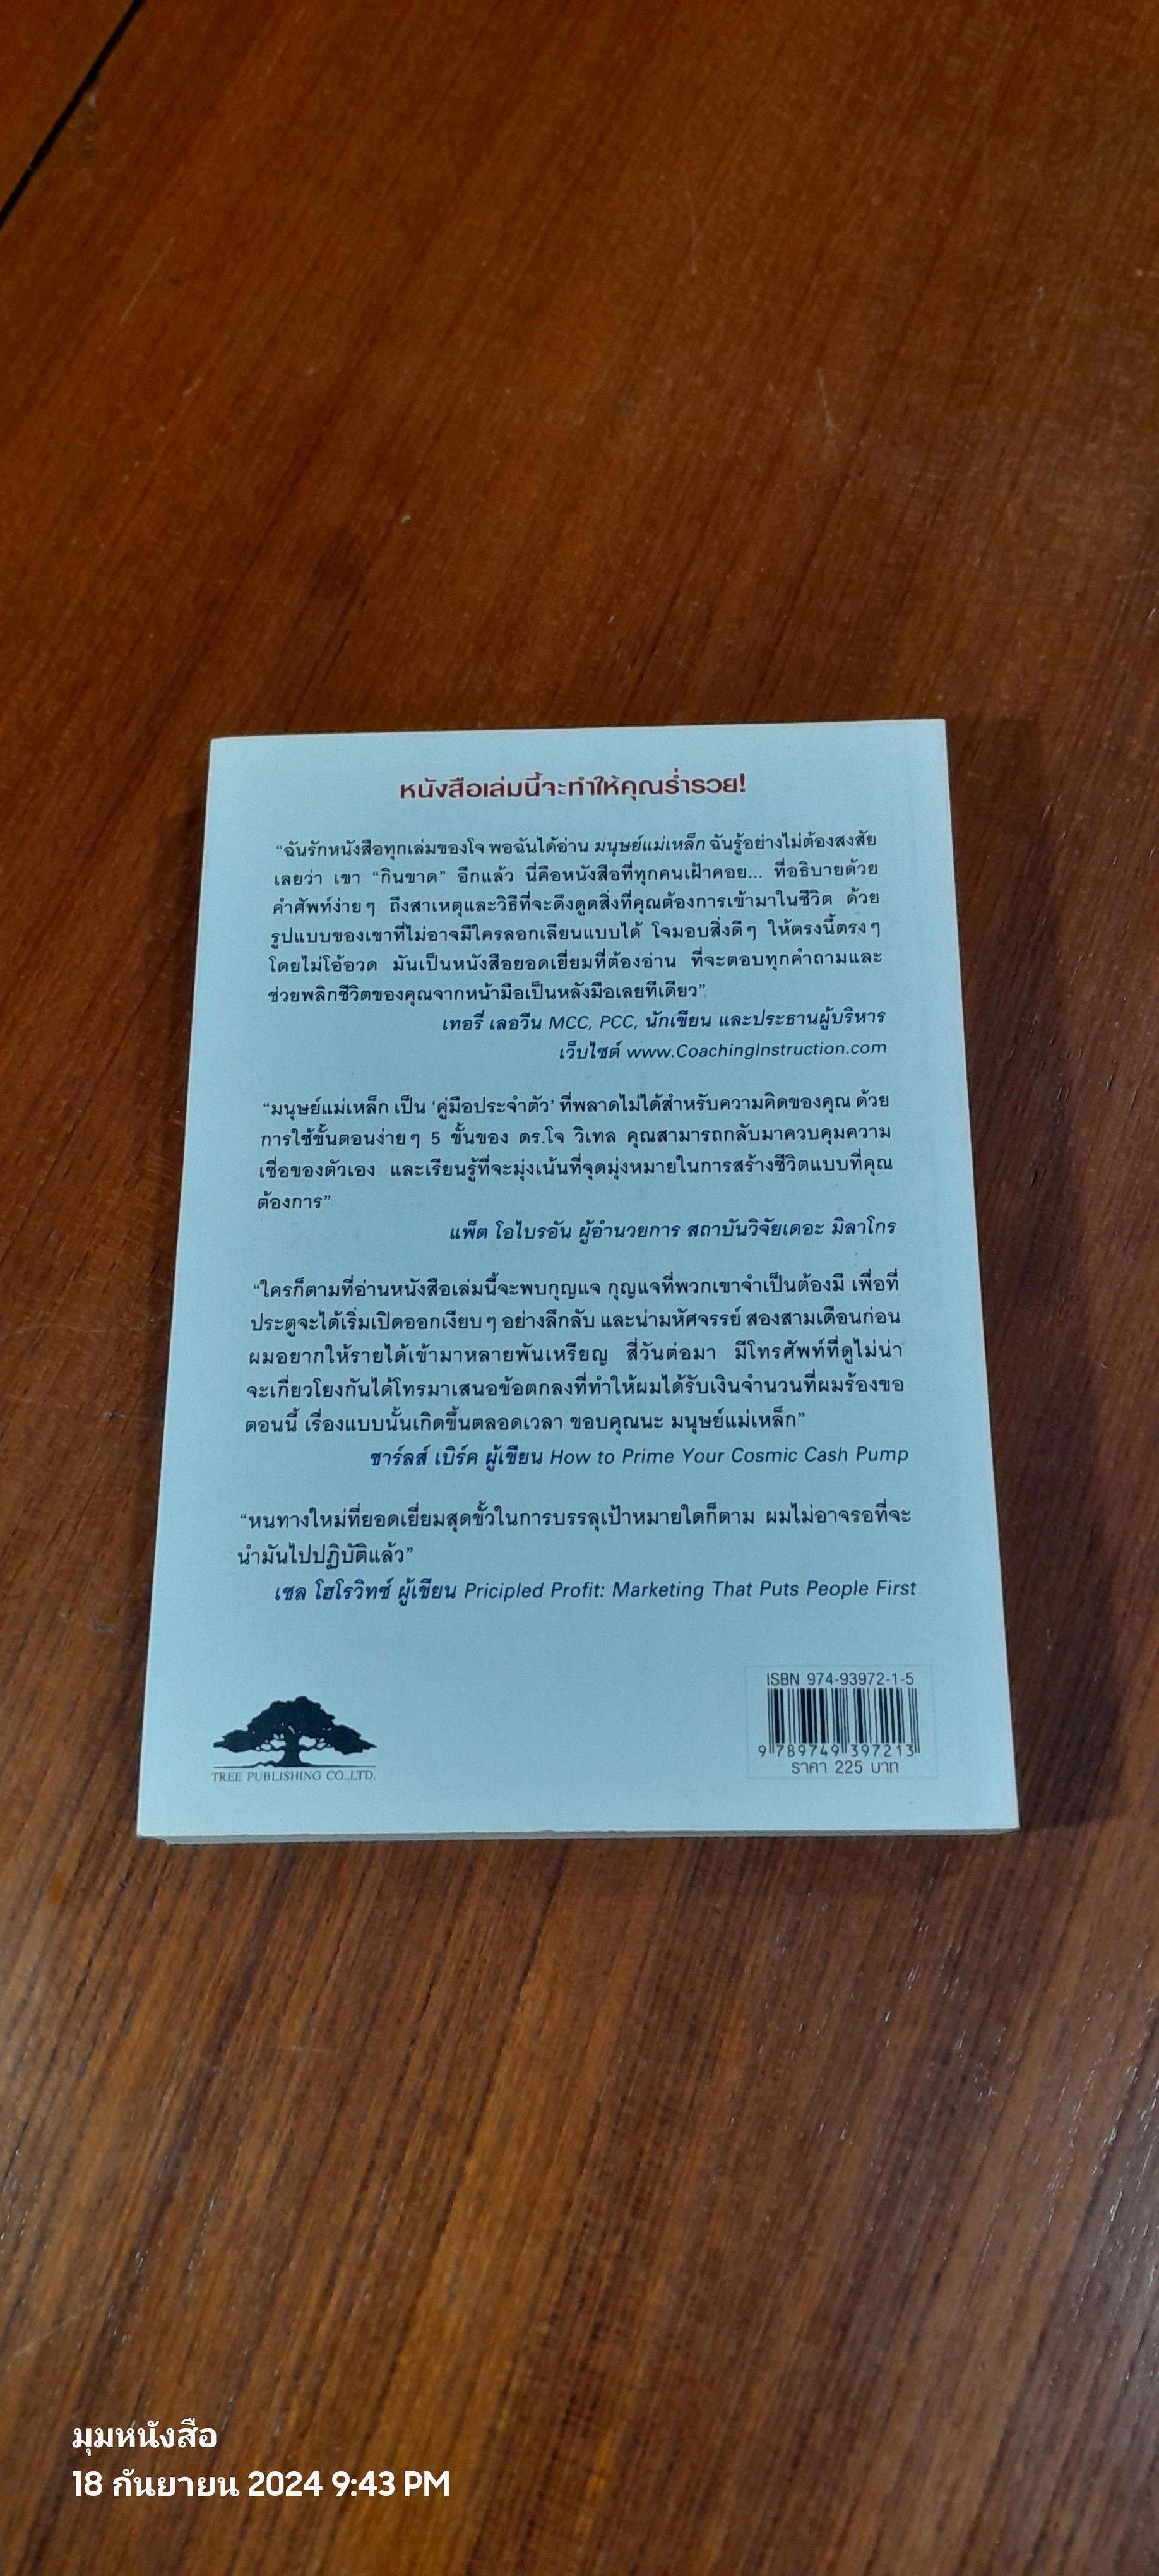 หนังสือเล่มนี้จะทำให้คุณร่ำรวย!
“ฉันรักหนังสือทุกเล่มของโจ พอฉันได้อ่าน มนุษย์แม่เหล็ก ฉันรู้อย่างไม่ต้องสงสัย
เลยว่า เขา “กินขาด” อีกแล้ว นี่คือหนังสือที่ทุกคนเฝ้าคอย... ที่อธิบายด้วย
คำศัพท์ง่ายๆ ถึงสาเหตุและวิธีที่จะดึงดูดสิ่งที่คุณต้องการเข้ามาในชีวิต ด้วย
รูปแบบของเขาที่ไม่อาจมีใครลอกเลียนแบบได้ โจมอบสิ่งดีๆ ให้ตรงนี้ตรงๆ
โดยไม่โอ้อวด มันเป็นหนังสือยอดเยี่ยมที่ต้องอ่าน ที่จะตอบทุกคำถามและ
ช่วยพลิกชีวิตของคุณจากหน้ามือเป็นหลังมือเลยทีเดียว”
เทอรี่ เลอวีน MCC, PCC, นักเขียน และประธานผู้บริหาร
เว็บไซต์ www.CoachingInstruction.com
“มนุษย์แม่เหล็ก เป็น ‘คู่มือประจำตัว’ ที่พลาดไม่ได้สำหรับความคิดของคุณ ด้วย
การใช้ขั้นตอนง่ายๆ 5 ขั้นของ ดร.โจ วิเทล คุณสามารถกลับมาควบคุมความ
เชื่อของตัวเอง และเรียนรู้ที่จะมุ่งเน้นที่จุดมุ่งหมายในการสร้างชีวิตแบบที่คุณ
ต้องการ”
แพ็ต โอไบรอัน ผู้อำนวยการ สถาบันวิจัยเดอะ มิลาโกร
“ใครก็ตามที่อ่านหนังสือเล่มนี้จะพบกุญแจ กุญแจที่พวกเขาจำเป็นต้องมี เพื่อที่
ประตูจะได้เริ่มเปิดออกเงียบๆ อย่างลึกลับ และน่ามหัศจรรย์ สองสามเดือนก่อน
ผมอยากให้รายได้เข้ามาหลายพันเหรียญ สี่วันต่อมา มีโทรศัพท์ที่ดูไม่น่า
จะเกี่ยวโยงกันได้โทรมาเสนอข้อตกลงที่ทำให้ผมได้รับเงินจำนวนที่ผมร้องขอ
ตอนนี้ เรื่องแบบนั้นเกิดขึ้นตลอดเวลา ขอบคุณนะ มนุษย์แม่เหล็ก”
ชาร์ลส์ เบิร์ค ผู้เขียน How to Prime Your Cosmic Cash Pump
“หนทางใหม่ที่ยอดเยี่ยมสุดขั้วในการบรรลุเป้าหมายใดก็ตาม ผมไม่อาจรอที่จะ
นำมันไปปฏิบัติแล้ว”
เชล โฮโรวิทซ์ ผู้เขียน Pricipled Profit: Marketing That Puts People First
ISBN 974-93972-1-5
9 789749 397213
ราคา 225 บาท
TREE PUBLISHING CO.,LTD.
มุมหนังสือ
18 กันยายน 2024 9:43 PM